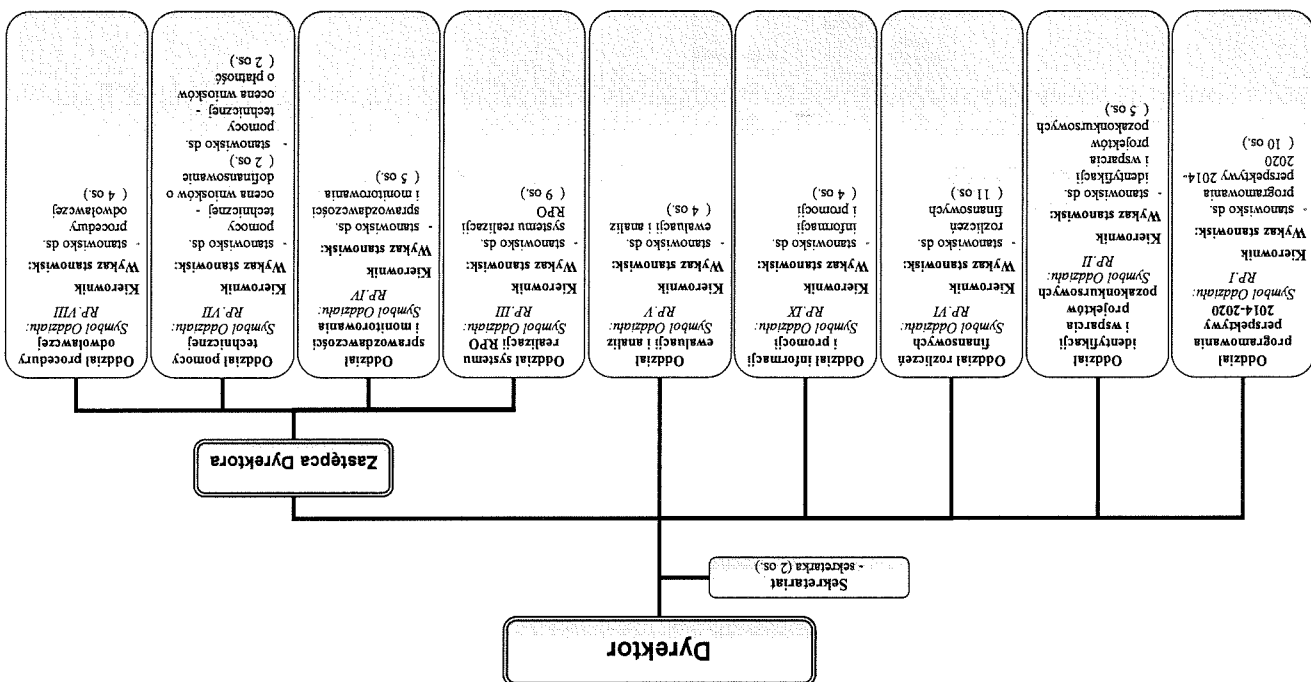 Dyrektor
Sekretariat
- sekretarka (2 os.)
Zastępca Dyrektora
Oddział
programowania
perspektywy
2014-2020
Symbol Oddziału:
RP.I
Kierownik
Wykaz stanowisk:
- stanowisko ds.
programowania
perspektywy 2014-
2020
( 10 os.)
Oddział
identyfikacji
i wsparcia
projektów
pozakonkursowych
Symbol Oddziału:
RP.II
Kierownik
Wykaz stanowisk:
- stanowisko ds.
identyfikacji
i wsparcia
projektów
pozakonkursowych
( 5 os.)
Oddział rozliczeń
finansowych
Symbol Oddziału:
RP.VI
Kierownik
Wykaz stanowisk:
- stanowisko ds.
rozliczeń
finansowych
( 11 os.)
Oddział informacji
i promocji
Symbol Oddziału:
RP.IX
Kierownik
Wykaz stanowisk:
- stanowisko ds.
informacji
i promocji
( 4 os.)
Oddział
ewaluacji i analiz
Symbol Oddziału:
RP.V
Kierownik
Wykaz stanowisk:
- stanowisko ds.
ewaluacji i analiz
( 4 os.)
Oddział systemu
realizacji RPO
Symbol Oddziału:
RP.III
Kierownik
Wykaz stanowisk:
- stanowisko ds.
systemu realizacji
RPO
( 9 os.)
Oddział
sprawozdawczości
i monitorowania
Symbol Oddziału:
RP.IV
Kierownik
Wykaz stanowisk:
- stanowisko ds.
sprawozdawczości
i monitorowania
( 5 os.)
Oddział pomocy
technicznej
Symbol Oddziału:
RP.VII
Kierownik
Wykaz stanowisk:
- stanowisko ds.
pomocy
technicznej -
ocena wniosków o
dofinansowanie
( 2 os.)
- stanowisko ds.
pomocy
technicznej -
ocena wniosków
o płatność
( 2 os.)
Oddział procedury
odwoławczej
Symbol Oddziału:
RP.VIII
Kierownik
Wykaz stanowisk:
- stanowisko ds.
procedury
odwoławczej
( 4 os.)